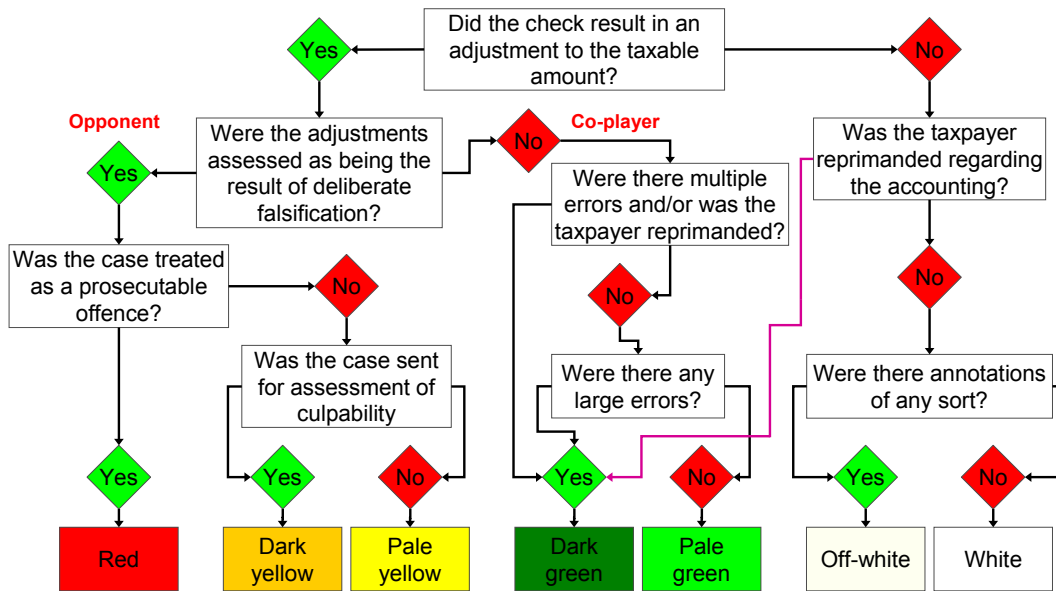 Did the check result in an
adjustment to the taxable
amount?
Yes
No
Opponent
Co-player
Were the adjustments
assessed as being the
result of deliberate
falsification?
Yes
No
Was the taxpayer
reprimanded regarding
the accounting?
Were there multiple
errors and/or was the
taxpayer reprimanded?
Was the case treated
as a prosecutable
offence?
No
No
No
Was the case sent
for assessment of
culpability
Were there any
large errors?
Were there annotations
of any sort?
Yes
Yes
No
Yes
No
Yes
No
Red
Dark
yellow
Pale
yellow
Dark
green
Pale
green
Off-white
White